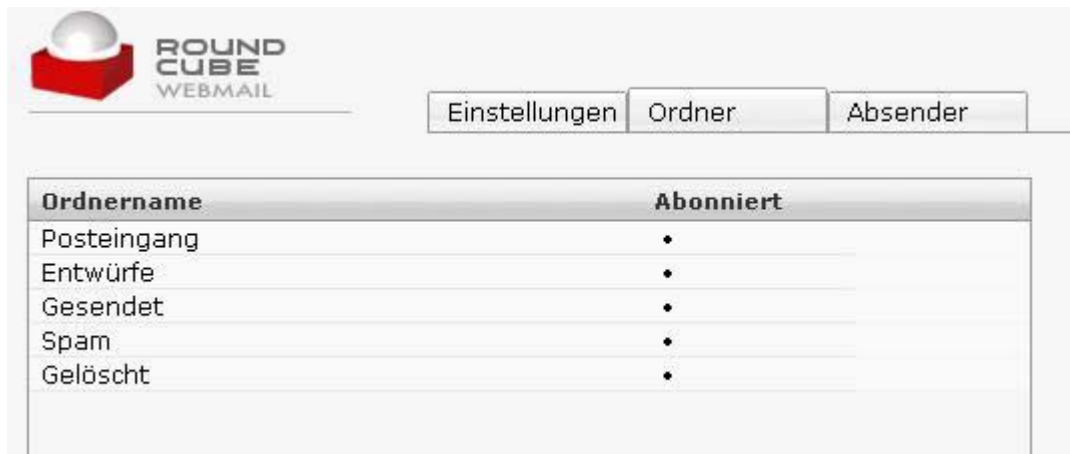 ROUND
CUBE
WEBMAIL
Einstellungen Ordner Absender
Ordnername Abonniert
Posteingang •
Entwürfe •
Gesendet •
Spam •
Gelöscht •